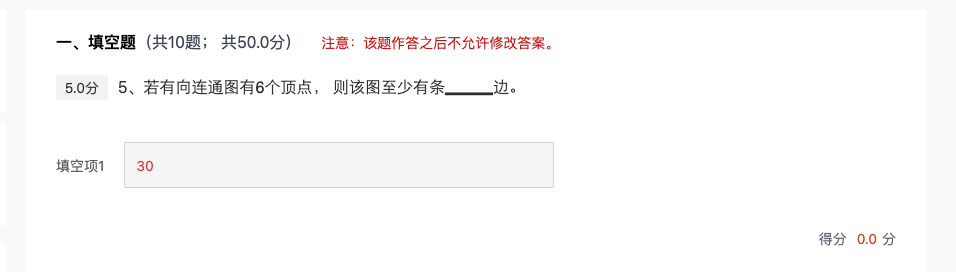 一、填空题（共10题； 共50.0分） 注意：该题作答之后不允许修改答案。
5.0分 5、若有向连通图有6个顶点， 则该图至少有条______边。
填空项1 30
得分 0.0 分